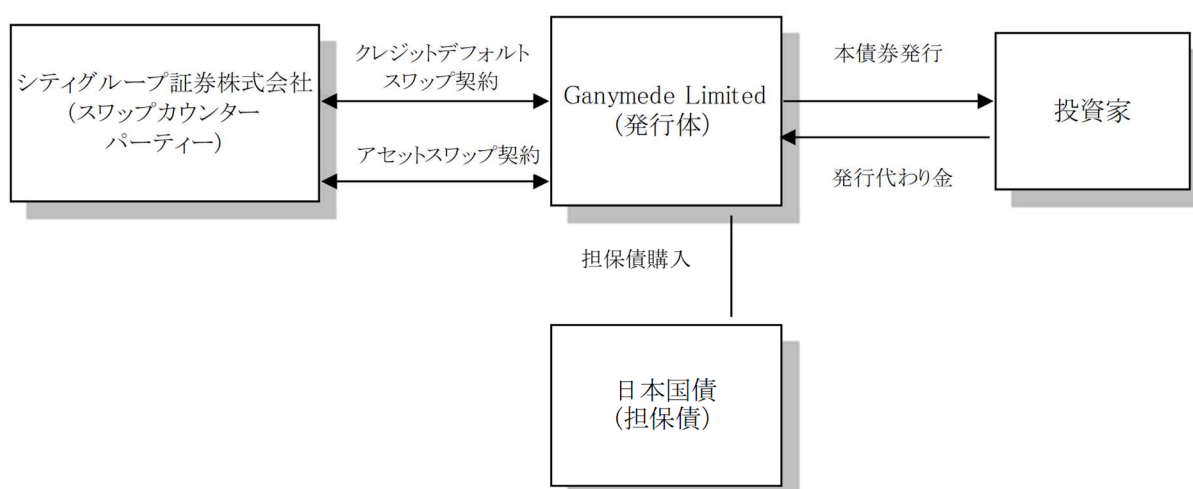 シティグループ証券株式会社
(スワップカウンター
パーティー)
クレジットデフォルト
スワップ契約
アセットスワップ契約
Ganymede Limited
(発行体)
本債券発行
発行代わり金
投資家
担保債購入
日本国債
(担保債)